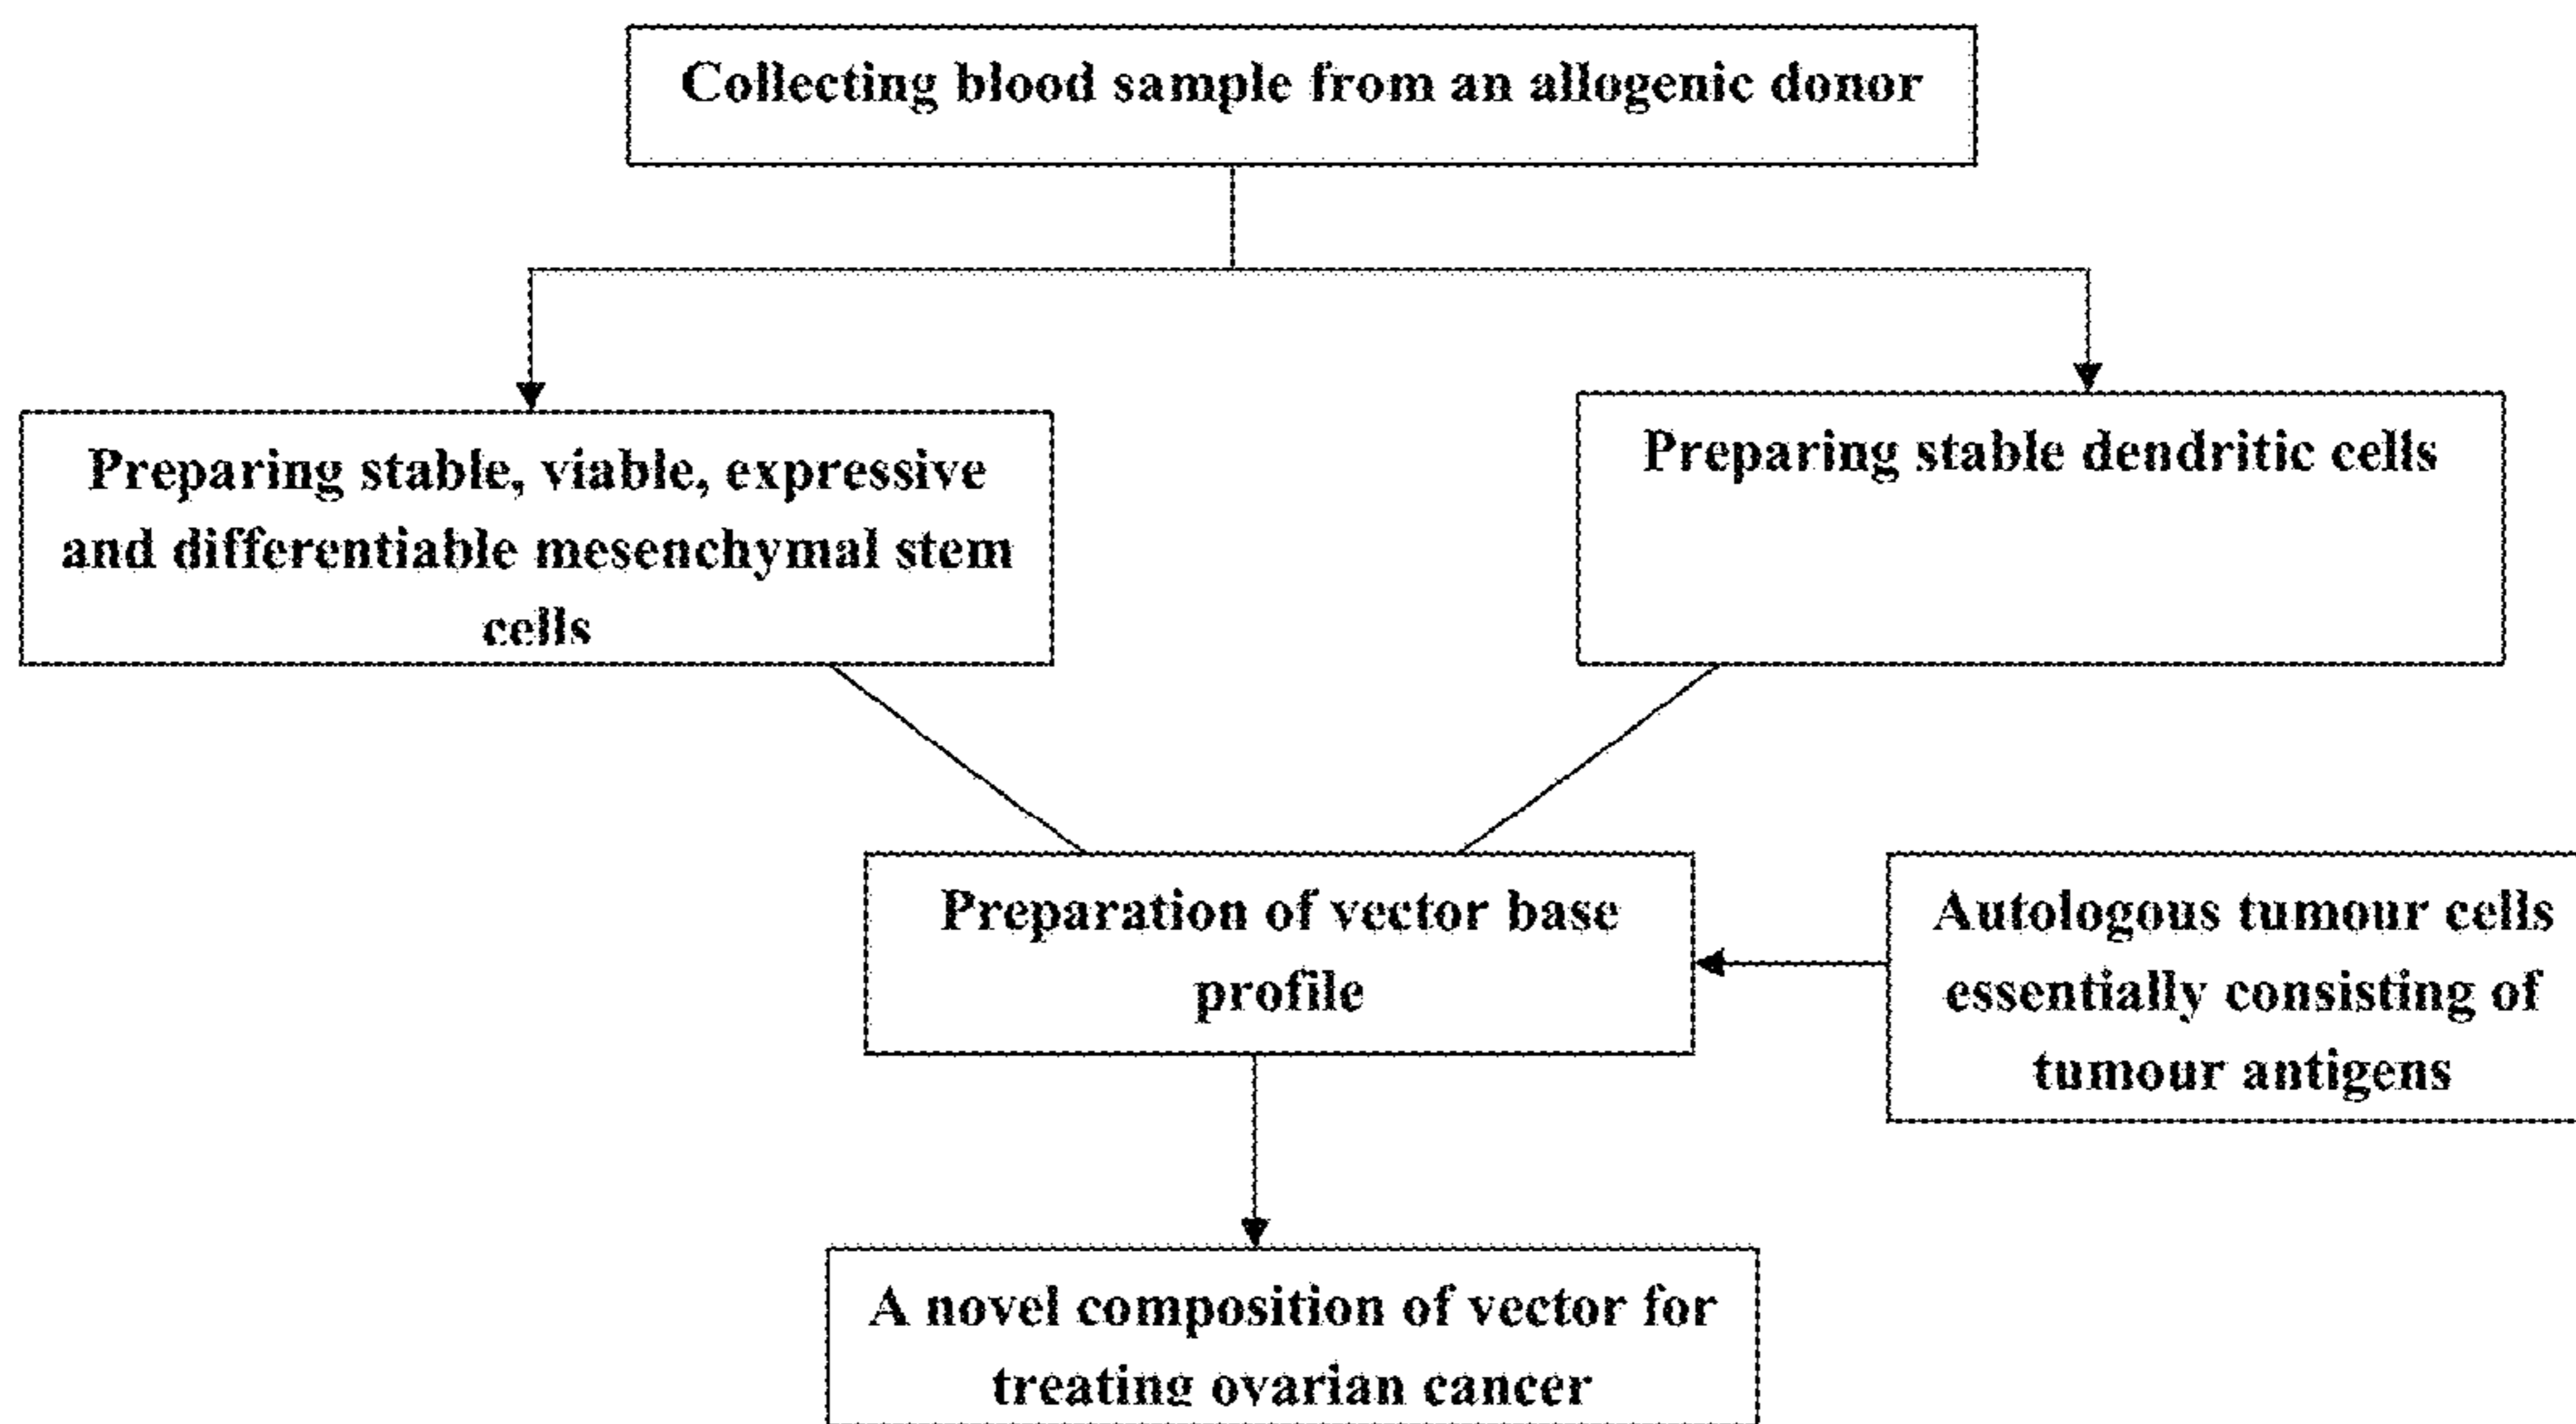 Collecting blood sample from an allogenic donor
Preparing stable, viable, expressive
and differentiable mesenchymal stem
cells
Preparing stable dendritic cells
Preparation of vector base
profile
Autologous tumour cells
essentially consisting of
tumour antigens
A novel composition of vector for
treating ovarian cancer